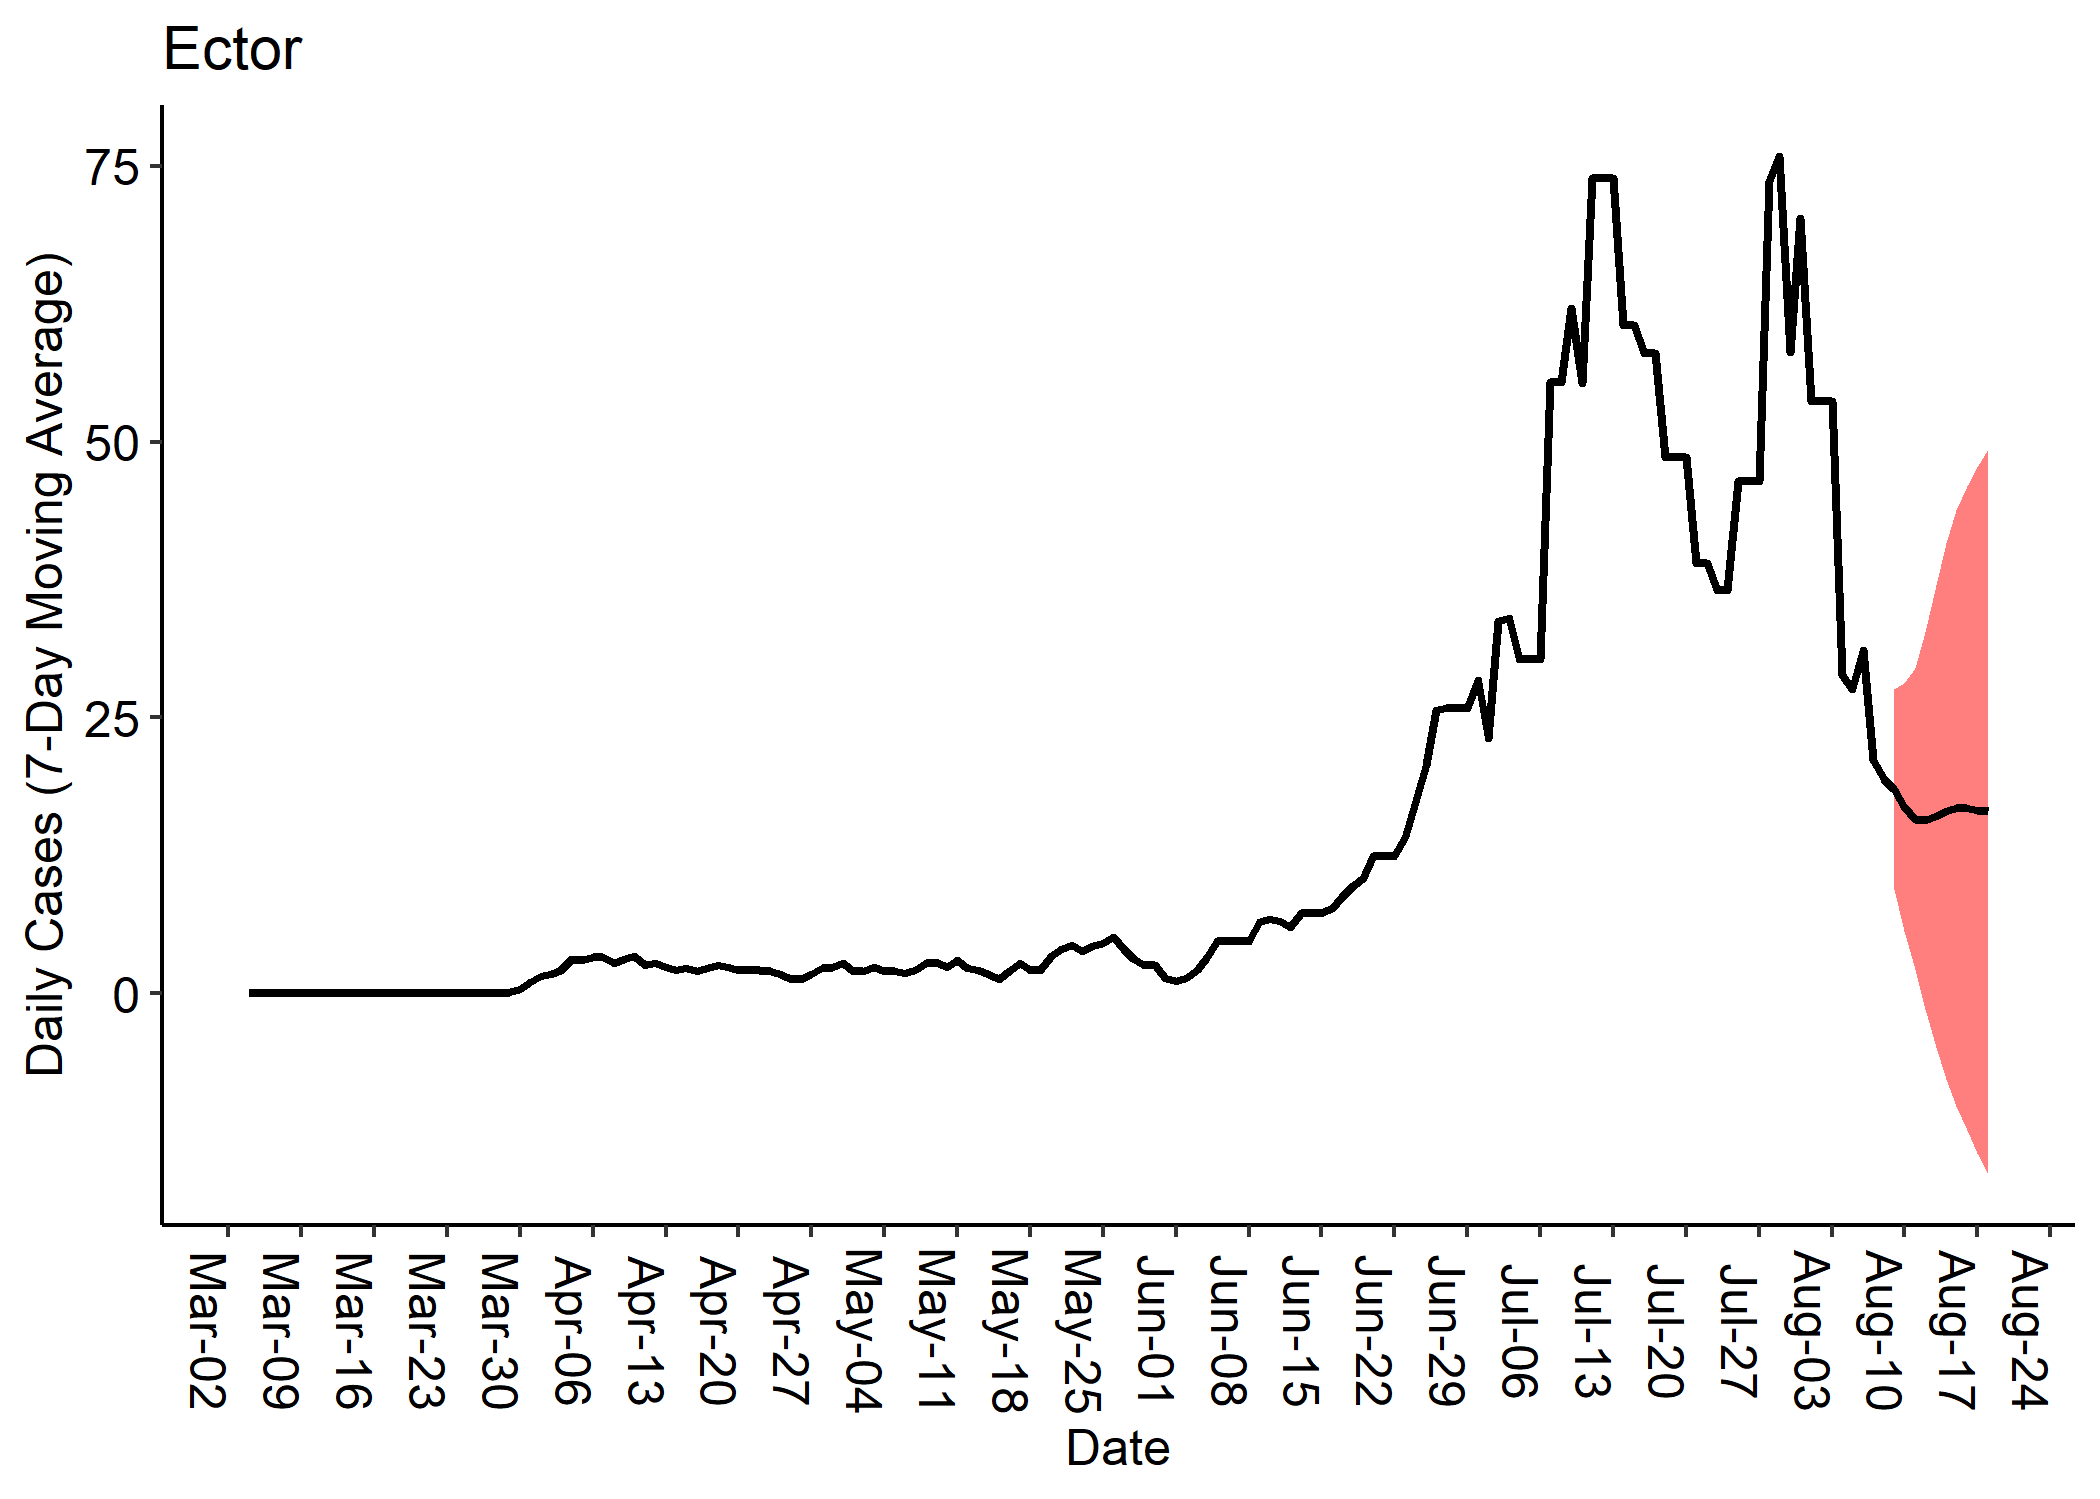 Ector
Daily Cases (7-Day Moving Average)
75
50
25
0
Mar-02
Mar-09
Mar-16
Mar-23
Mar-30
Apr-06
Apr-13
Apr-20
Apr-27
May-04
May-11
May-18
May-25
Jun-01
Jun-08
Jun-15
Jun-22
Jun-29
Jul-06
Jul-13
Jul-20
Jul-27
Aug-03
Aug-10
Aug-17
Aug-24
Date